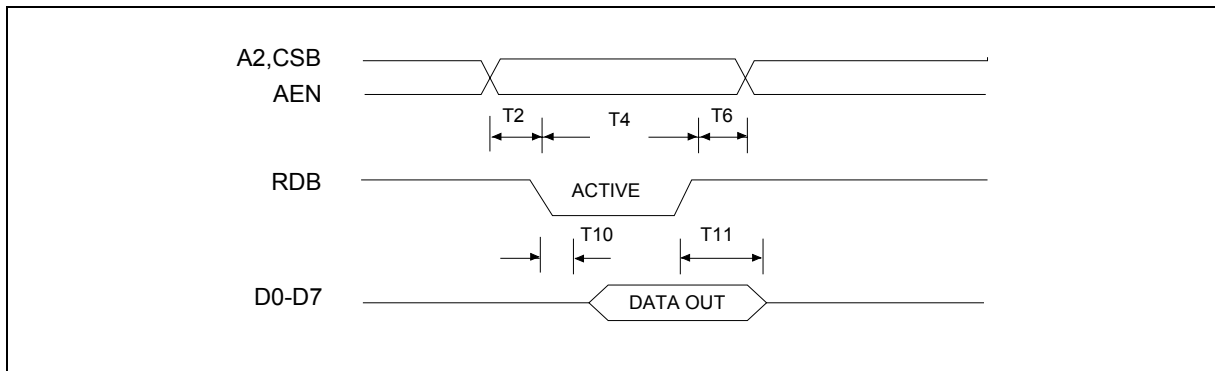 A2,CSB
AEN
T2
T4
T6
RDB
ACTIVE
T10
T11
D0-D7
DATA OUT